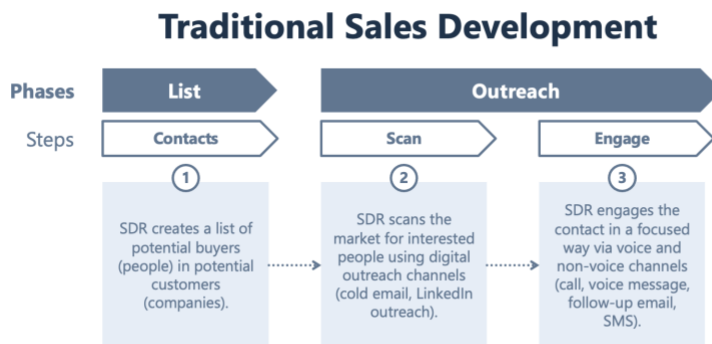 Traditional Sales Development
Phases
List
Outreach
Steps
Contacts
Scan
Engage
1
2
3
SDR creates a list of
potential buyers
(people) in potential
customers
(companies).
SDR scans the
market for interested
people using digital
outreach channels
(cold email, LinkedIn
outreach).
SDR engages the
contact in a focused
way via voice and
non-voice channels
(call, voice message,
follow-up email,
SMS).